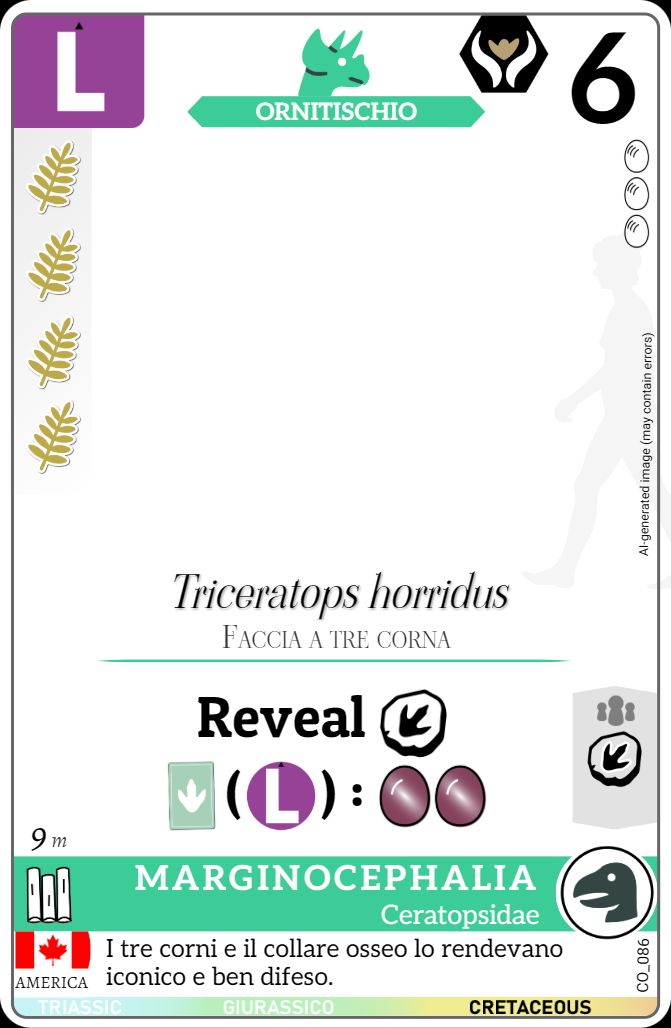 L
ORNITISCHIO
6
AI-generated image (may contain errors)
Triceratops horridus
Faccia a tre corna
Reveal
( L ) :
9 m
MARGINOCEPHALIA
Ceratopsidae
I tre corni e il collare osseo lo rendevano
iconico e ben difeso.
AMERICA
CO_086
TRIASSIC GIURASSICO CRETACEOUS